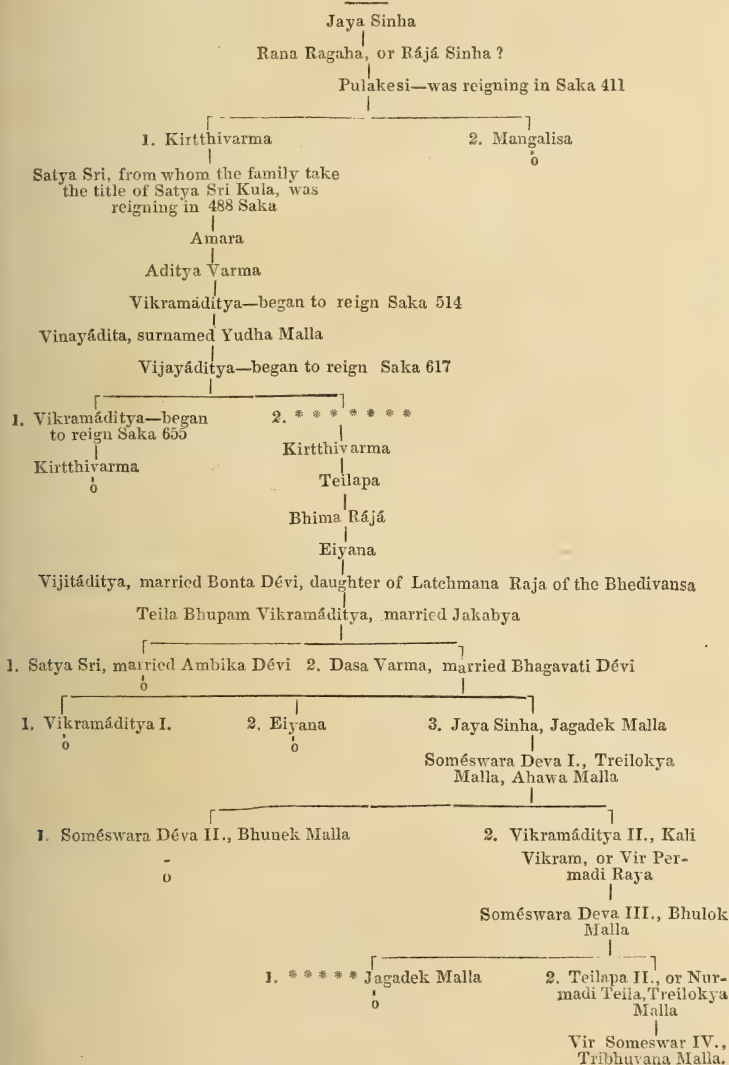 Jaya Sinha
Rana Ragaha, or Rájá Sinha ?
Pulakesi—was reigning in Saka 411
1. Kirtthivarma 2. Mangalisa
o
Satya Sri, from whom the family take
the title of Satya Sri Kula, was
reigning in 488 Saka
Amara
Aditya Varma
Vikramáditya—began to reign Saka 514
Vinayádita, surnamed Yudha Malla
Vijayáditya—began to reign Saka 617
1. Vikramáditya—began 2. * * * * * * *
to reign Saka 655
Kirtthivarma
Kirtthivarma
o
Teilapa
Bhima Rájá
Eiyana
Vijitáditya, married Bonta Dévi, daughter of Latchmana Raja of the Bhedivansa
Teila Bhupam Vikramáditya, married Jakabya
1. Satya Sri, married Ambika Dévi 2. Dasa Varma, married Bhagavati Dévi
o
1. Vikramáditya I. 2. Eiyana 3. Jaya Sinha, Jagadek Malla
o o
Soméswara Deva I., Treilokya
Malla, Ahawa Malla
1. Soméswara Déva II., Bhunek Malla 2. Vikramáditya II., Kali
Vikram, or Vir Per-
o madi Raya
Soméswara Deva III., Bhulok
Malla
1. * * * * * Jagadek Malla 2. Teilapa II., or Nur-
o madi Teila, Treilokya
Malla
Vir Someswar IV.,
Tribhuvana Malla.